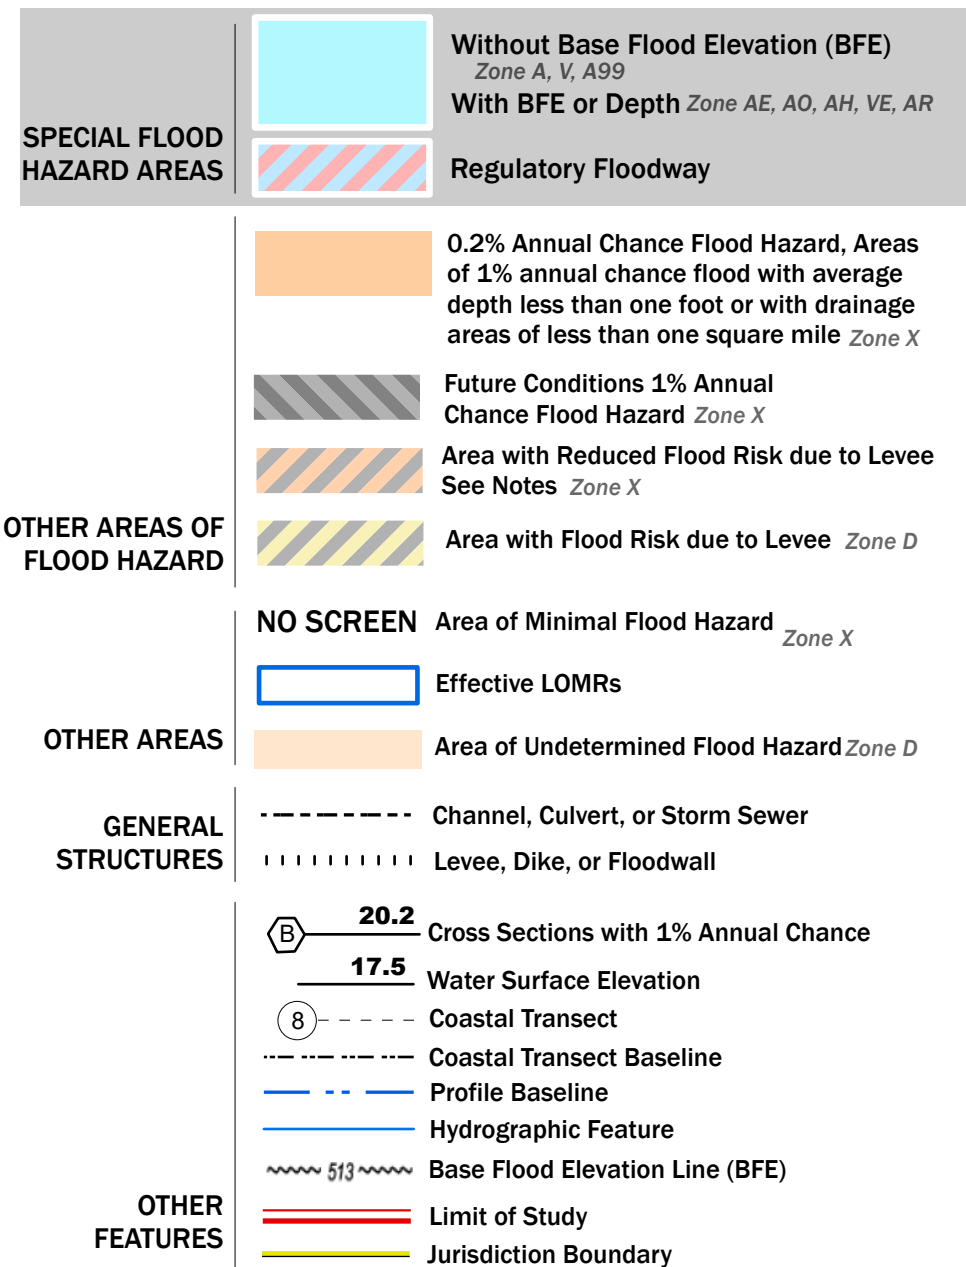 SPECIAL FLOOD
HAZARD AREAS
Without Base Flood Elevation (BFE)
Zone A, V, A99
With BFE or Depth Zone AE, AO, AH, VE, AR
Regulatory Floodway
OTHER AREAS OF
FLOOD HAZARD
0.2% Annual Chance Flood Hazard, Areas
of 1% annual chance flood with average
depth less than one foot or with drainage
areas of less than one square mile Zone X
Future Conditions 1% Annual
Chance Flood Hazard Zone X
Area with Reduced Flood Risk due to Levee
See Notes Zone X
Area with Flood Risk due to Levee Zone D
OTHER AREAS
NO SCREEN Area of Minimal Flood Hazard Zone X
Effective LOMRs
Area of Undetermined Flood Hazard Zone D
GENERAL
STRUCTURES
Channel, Culvert, or Storm Sewer
Levee, Dike, or Floodwall
OTHER
FEATURES
B 20.2 Cross Sections with 1% Annual Chance
17.5 Water Surface Elevation
8 Coastal Transect
Coastal Transect Baseline
Profile Baseline
Hydrographic Feature
513 Base Flood Elevation Line (BFE)
Limit of Study
Jurisdiction Boundary